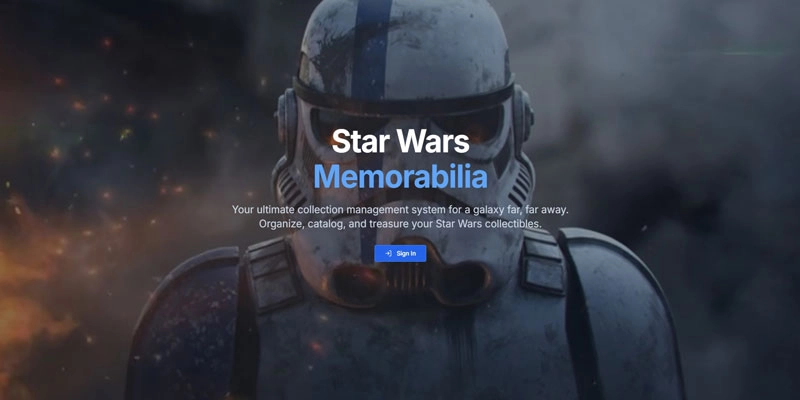 Star Wars
Memorabilia
Your ultimate collection management system for a galaxy far, far away.
Organize, catalog, and treasure your Star Wars collectibles.
Sign In